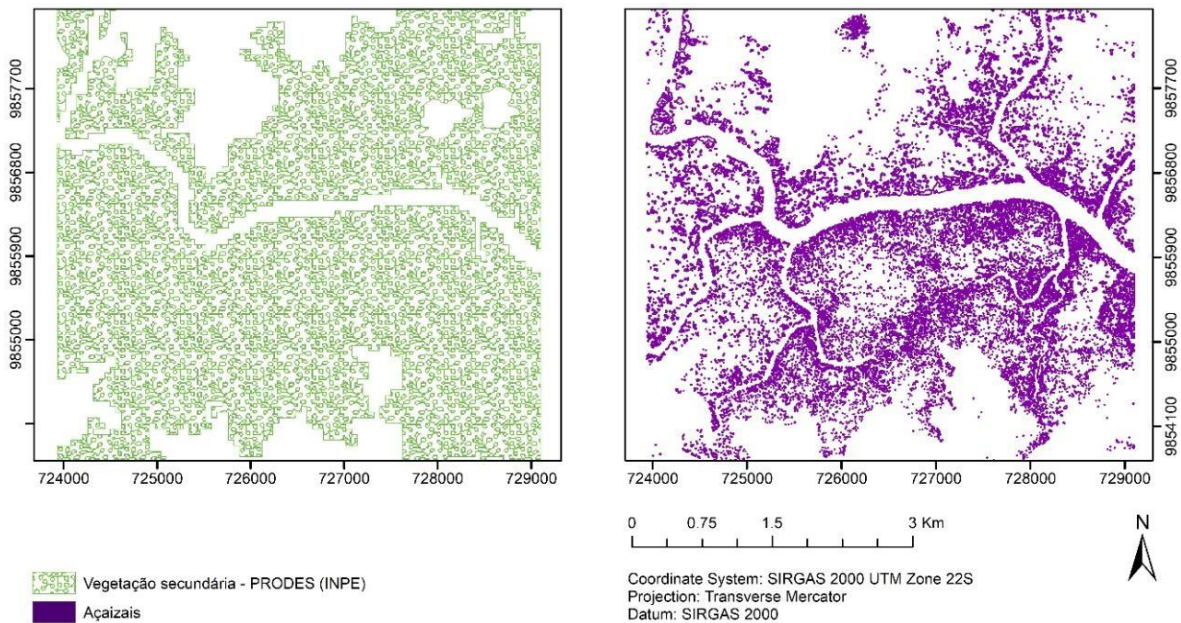 9857700
9856800
9855900
9855000
724000 725000 726000 727000 728000 729000
9857700
9856800
9855900
9855000
9854100
724000 725000 726000 727000 728000 729000
0 0.75 1.5 3 Km
N
Vegetação secundária - PRODES (INPE)
Açaizais
Coordinate System: SIRGAS 2000 UTM Zone 22S
Projection: Transverse Mercator
Datum: SIRGAS 2000